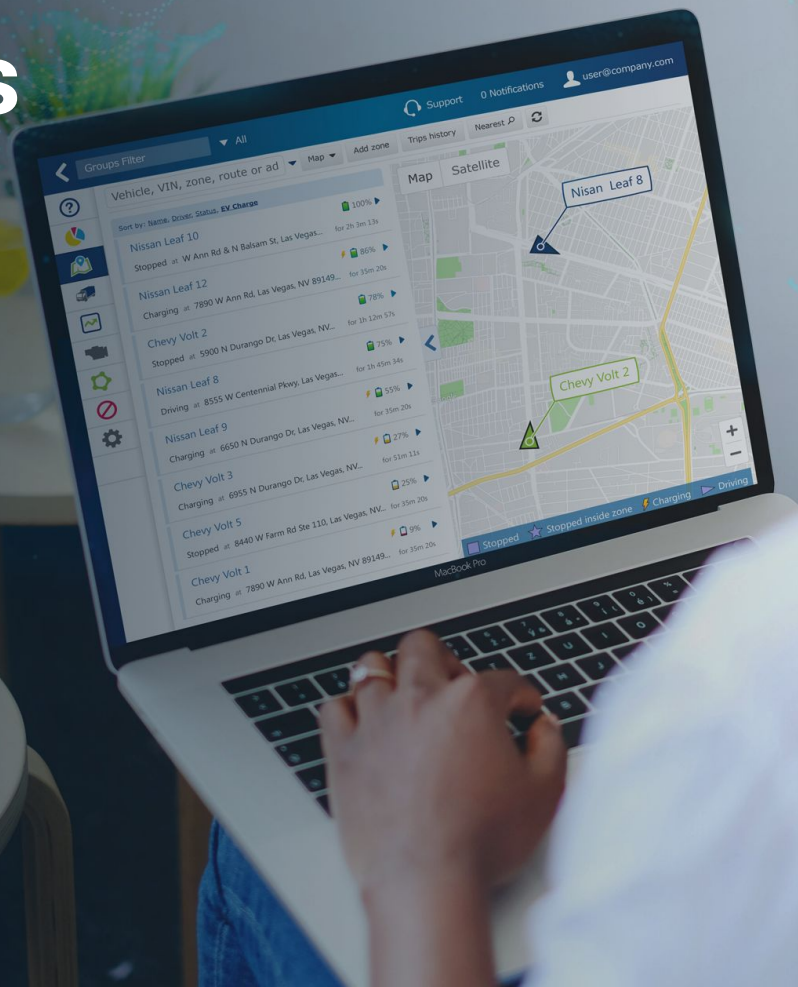 s
Support
0 Notifications
user@company.com
Groups Filter
All
Vehicle, VIN, zone, route or ad
Map
Add zone
Trips history
Nearest
Sort by: Name, Driver, Status, EV Charge
Nissan Leaf 10
100%
Stopped at W Ann Rd & N Balsam St, Las Vegas...
for 2h 3m 13s
Nissan Leaf 12
86%
Charging at 7890 W Ann Rd, Las Vegas, NV 89149...
for 35m 20s
Chevy Volt 2
78%
Stopped at 5900 N Durango Dr, Las Vegas, NV...
for 1h 12m 57s
Nissan Leaf 8
75%
Driving at 8555 W Centennial Pkwy, Las Vegas...
for 1h 45m 34s
Nissan Leaf 9
55%
Charging at 6650 N Durango Dr, Las Vegas, NV...
for 35m 20s
Chevy Volt 3
27%
Charging at 6955 N Durango Dr, Las Vegas, NV...
for 51m 11s
Chevy Volt 5
25%
Stopped at 8440 W Farm Rd Ste 110, Las Vegas, NV...
for 35m 20s
Chevy Volt 1
9%
Charging at 7890 W Ann Rd, Las Vegas, NV 89149...
for 35m 20s
Map
Satellite
Nisan Leaf 8
Chevy Volt 2
Stopped
Stopped inside zone
Charging
Driving
MacBook Pro